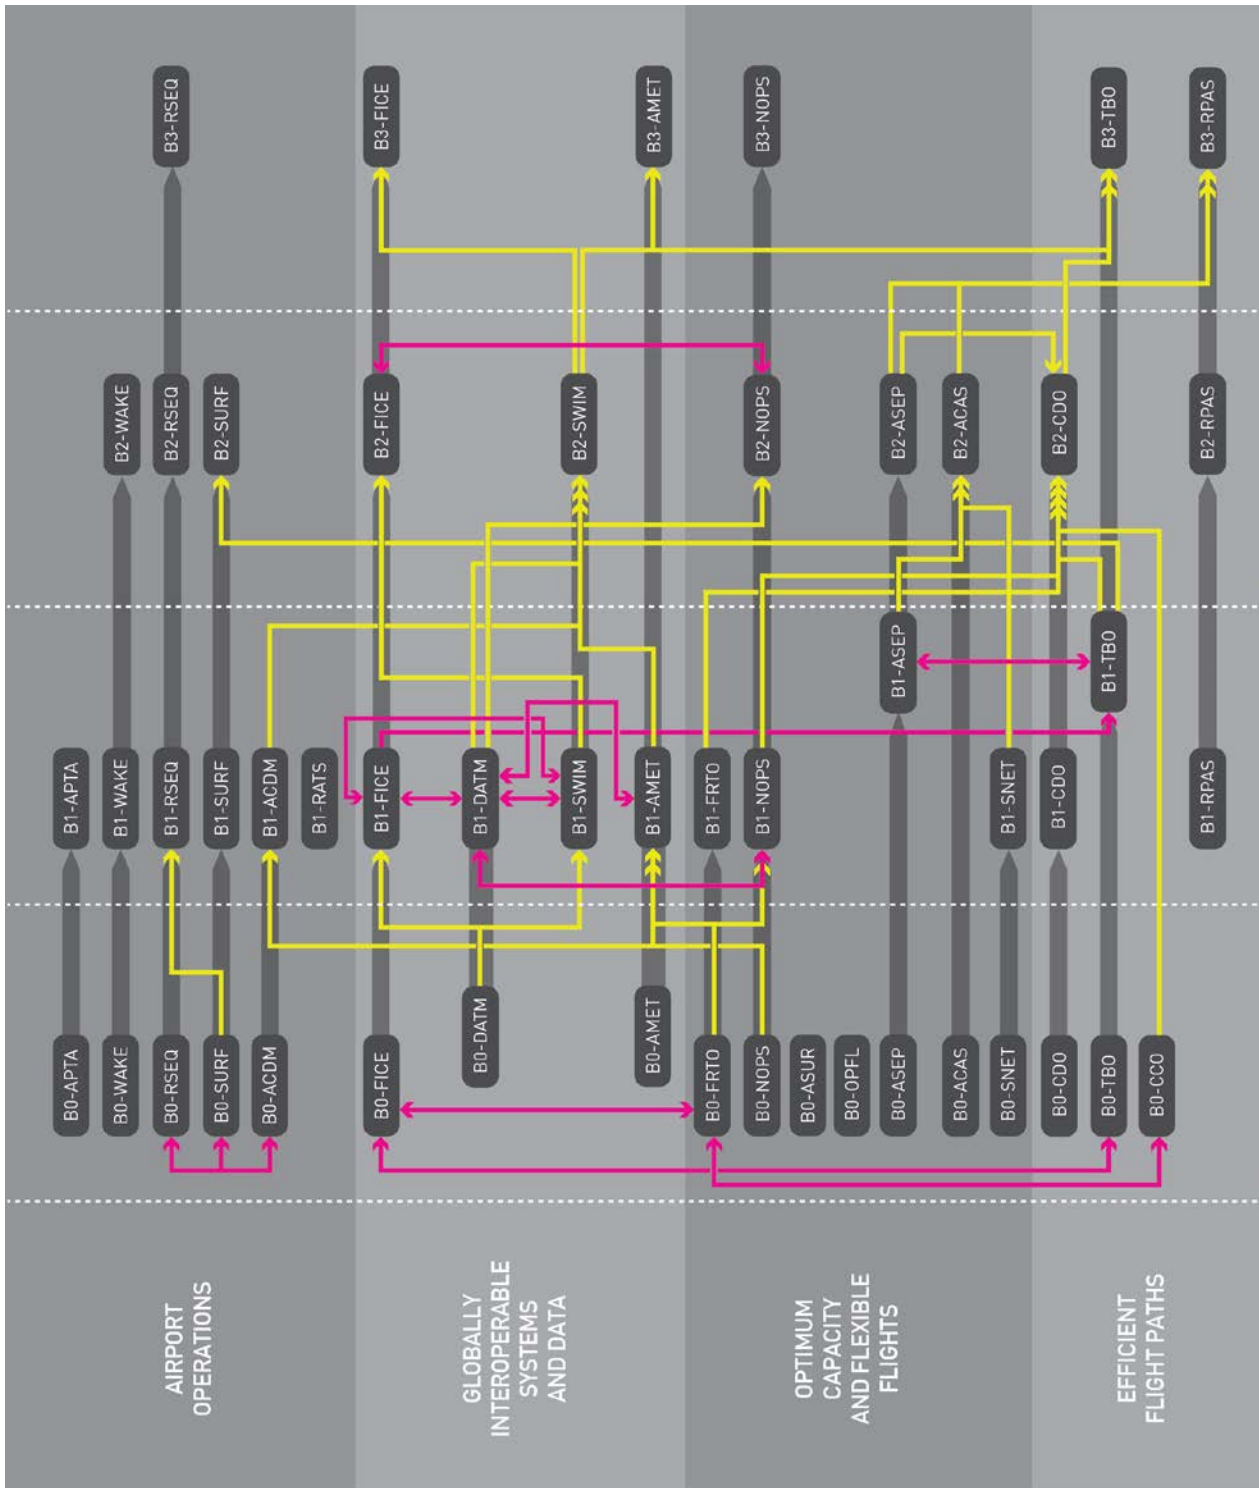 AIRPORT
OPERATIONS
B0-APTA
B1-APTA
B0-WAKE
B1-WAKE
B2-WAKE
B0-RSEQ
B1-RSEQ
B2-RSEQ
B3-RSEQ
B0-SURF
B1-SURF
B2-SURF
B0-ACDM
B1-ACDM
B1-RATS
GLOBALLY
INTEROPERABLE
SYSTEMS
AND DATA
B0-FICE
B1-FICE
B2-FICE
B3-FICE
B0-DATM
B1-DATM
B1-SWIM
B2-SWIM
B0-AMET
B1-AMET
B3-AMET
OPTIMUM
CAPACITY
AND FLEXIBLE
FLIGHTS
B0-FRTO
B1-FRTO
B0-NOPS
B1-NOPS
B2-NOPS
B3-NOPS
B0-ASUR
B0-OPFL
B0-ASEP
B1-ASEP
B2-ASEP
B0-ACAS
B2-ACAS
B0-SNET
B1-SNET
EFFICIENT
FLIGHT PATHS
B0-CDO
B1-CDO
B2-CDO
B0-TBO
B1-TBO
B3-TBO
B0-CCO
B1-RPAS
B2-RPAS
B3-RPAS